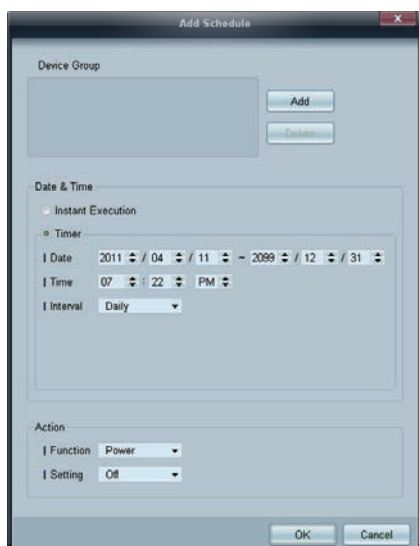 Add Schedule
Device Group
Add
Delete
Date & Time
Instant Execution
Timer
Date 2011 / 04 / 11 ~ 2099 / 12 / 31
Time 07 : 22 PM
Interval Daily
Action
Function Power
Setting Off
OK Cancel